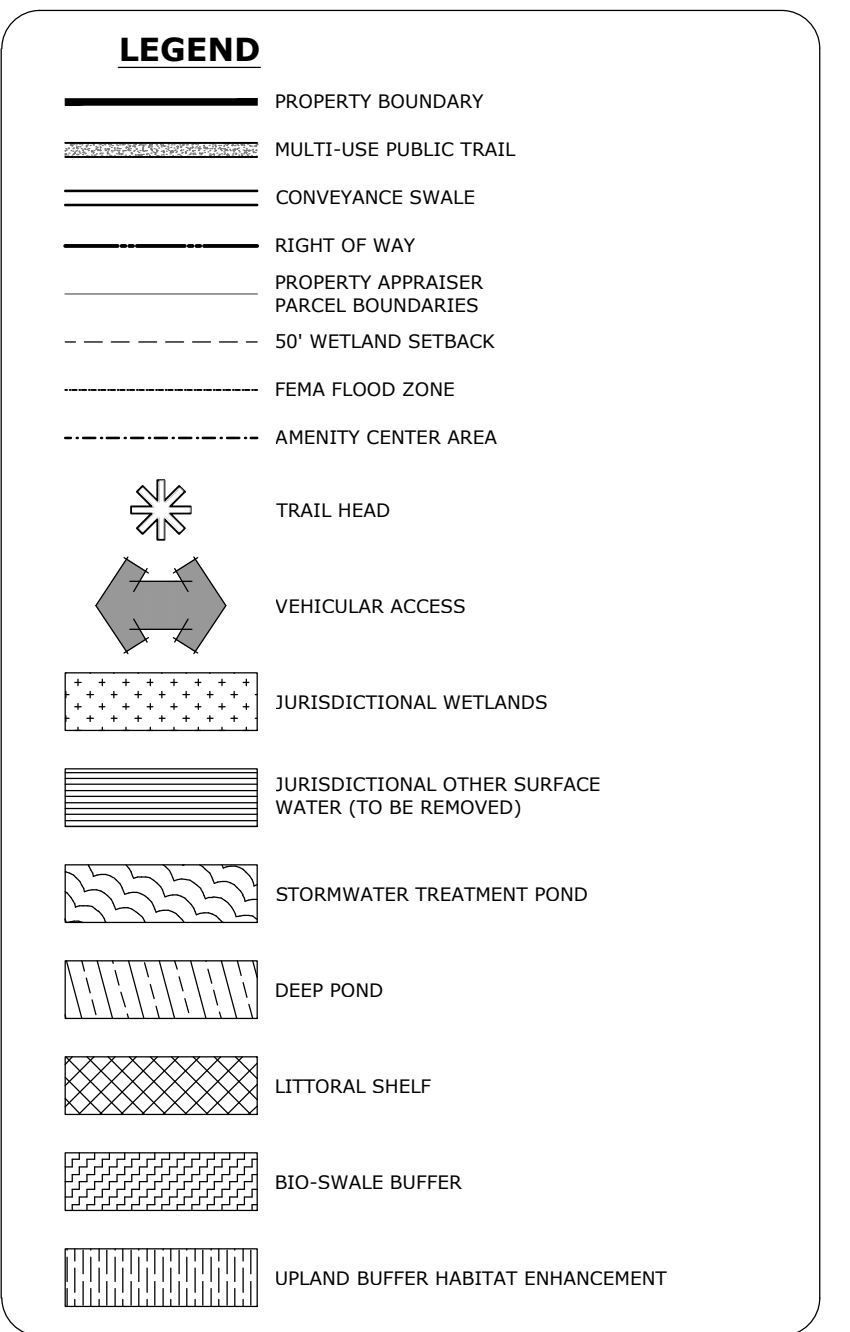 LEGEND
PROPERTY BOUNDARY
MULTI-USE PUBLIC TRAIL
CONVEYANCE SWALE
RIGHT OF WAY
PROPERTY APPRAISER
PARCEL BOUNDARIES
50' WETLAND SETBACK
FEMA FLOOD ZONE
AMENITY CENTER AREA
TRAIL HEAD
VEHICULAR ACCESS
JURISDICTIONAL WETLANDS
JURISDICTIONAL OTHER SURFACE
WATER (TO BE REMOVED)
STORMWATER TREATMENT POND
DEEP POND
LITTORAL SHELF
BIO-SWALE BUFFER
UPLAND BUFFER HABITAT ENHANCEMENT